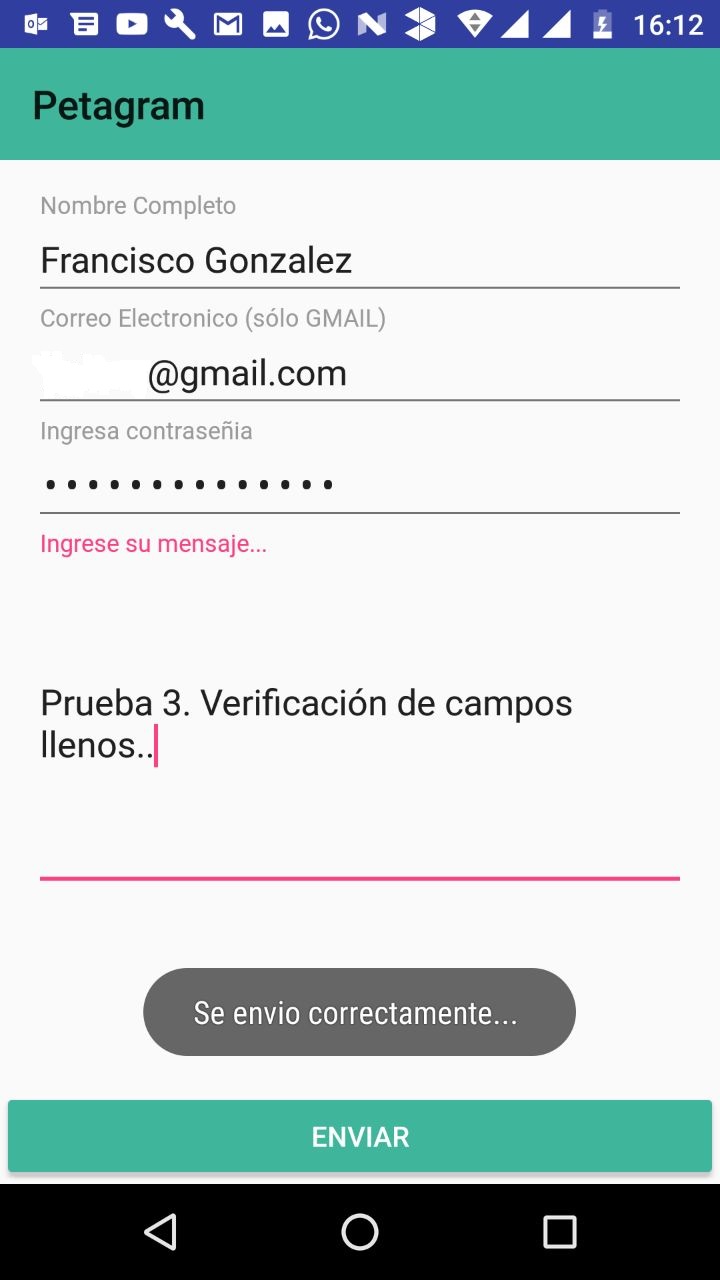 16:12
Petagram
Nombre Completo
Francisco Gonzalez
Correo Electronico (sólo GMAIL)
@gmail.com
Ingresa contraseñia
Ingrese su mensaje...
Prueba 3. Verificación de campos
llenos..
Se envio correctamente...
ENVIAR